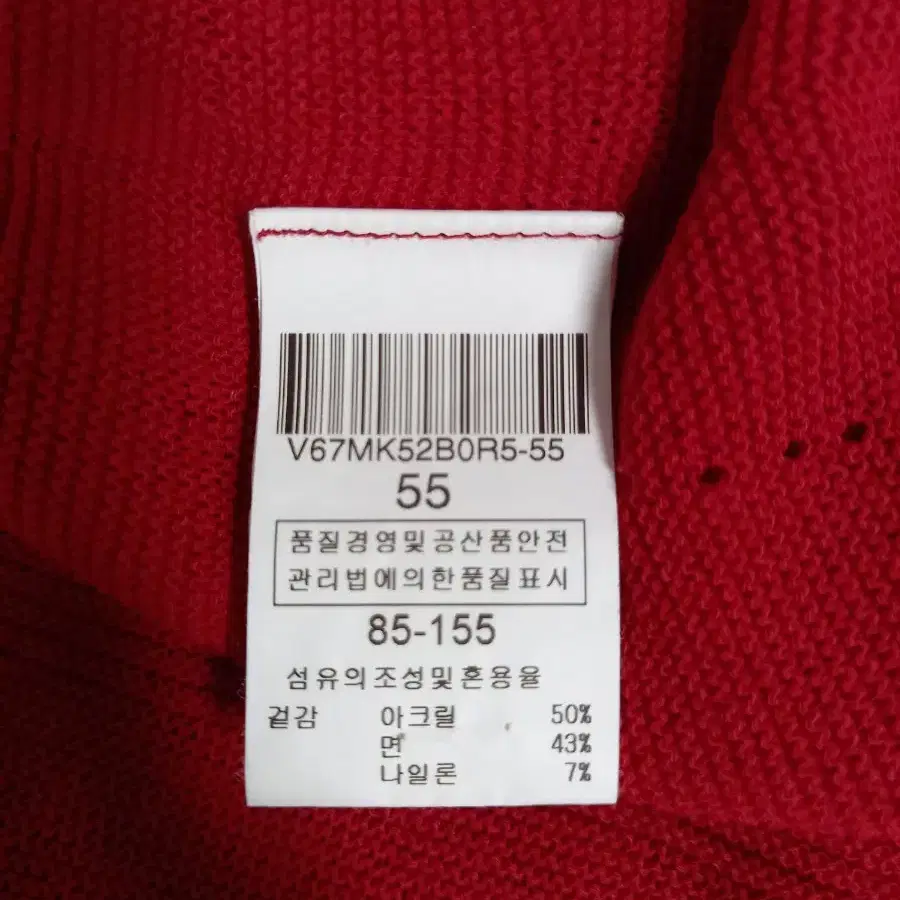 V67MK52B0R5-55
55
품질경영및공산품안전
관리법에의한품질표시
85-155
섬유의조성및혼용율
겉감 아크릴 50%
면 43%
나일론 7%